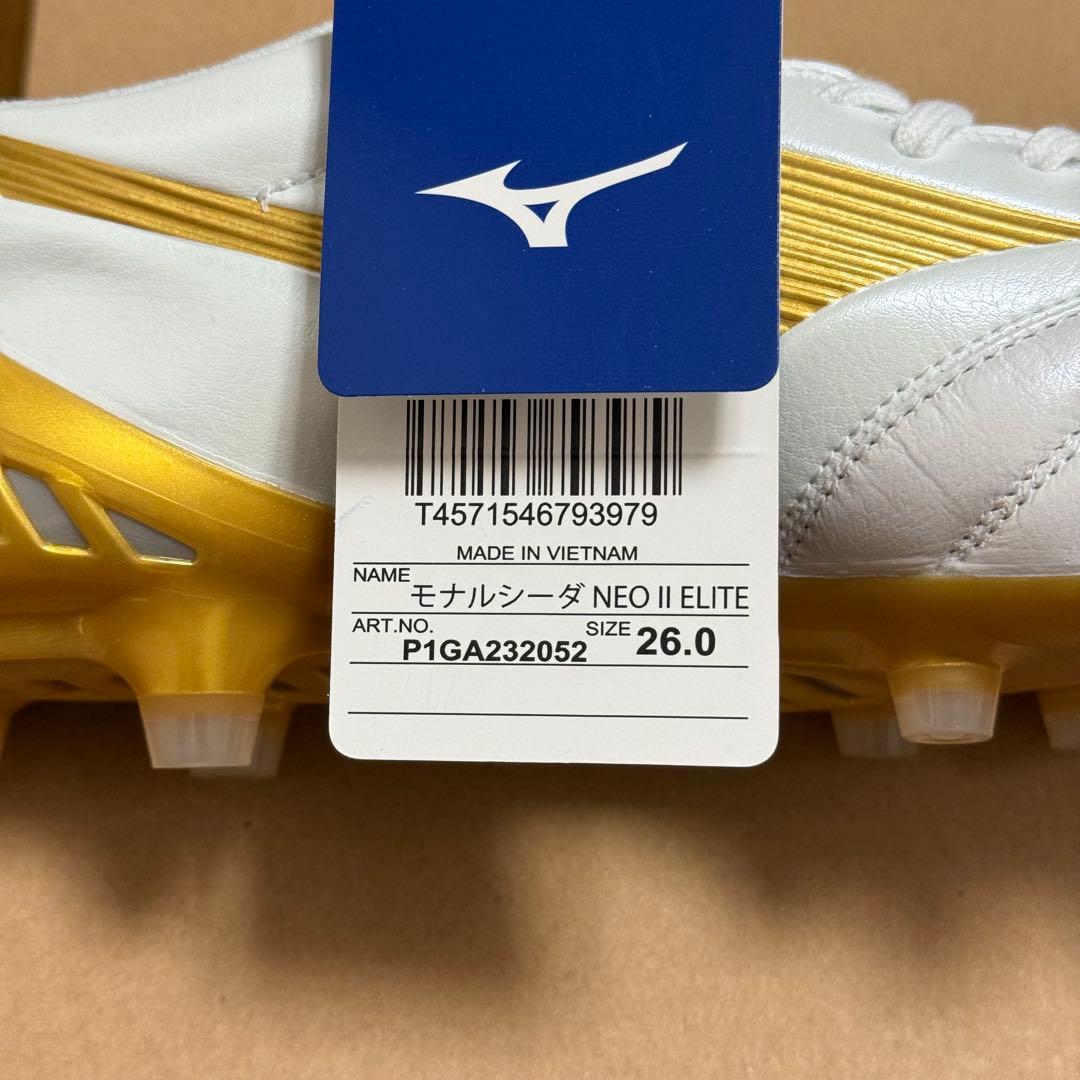 T4571546793979
MADE IN VIETNAM
NAME モナルシーダ NEO II ELITE
ART.NO. P1GA232052 SIZE 26.0